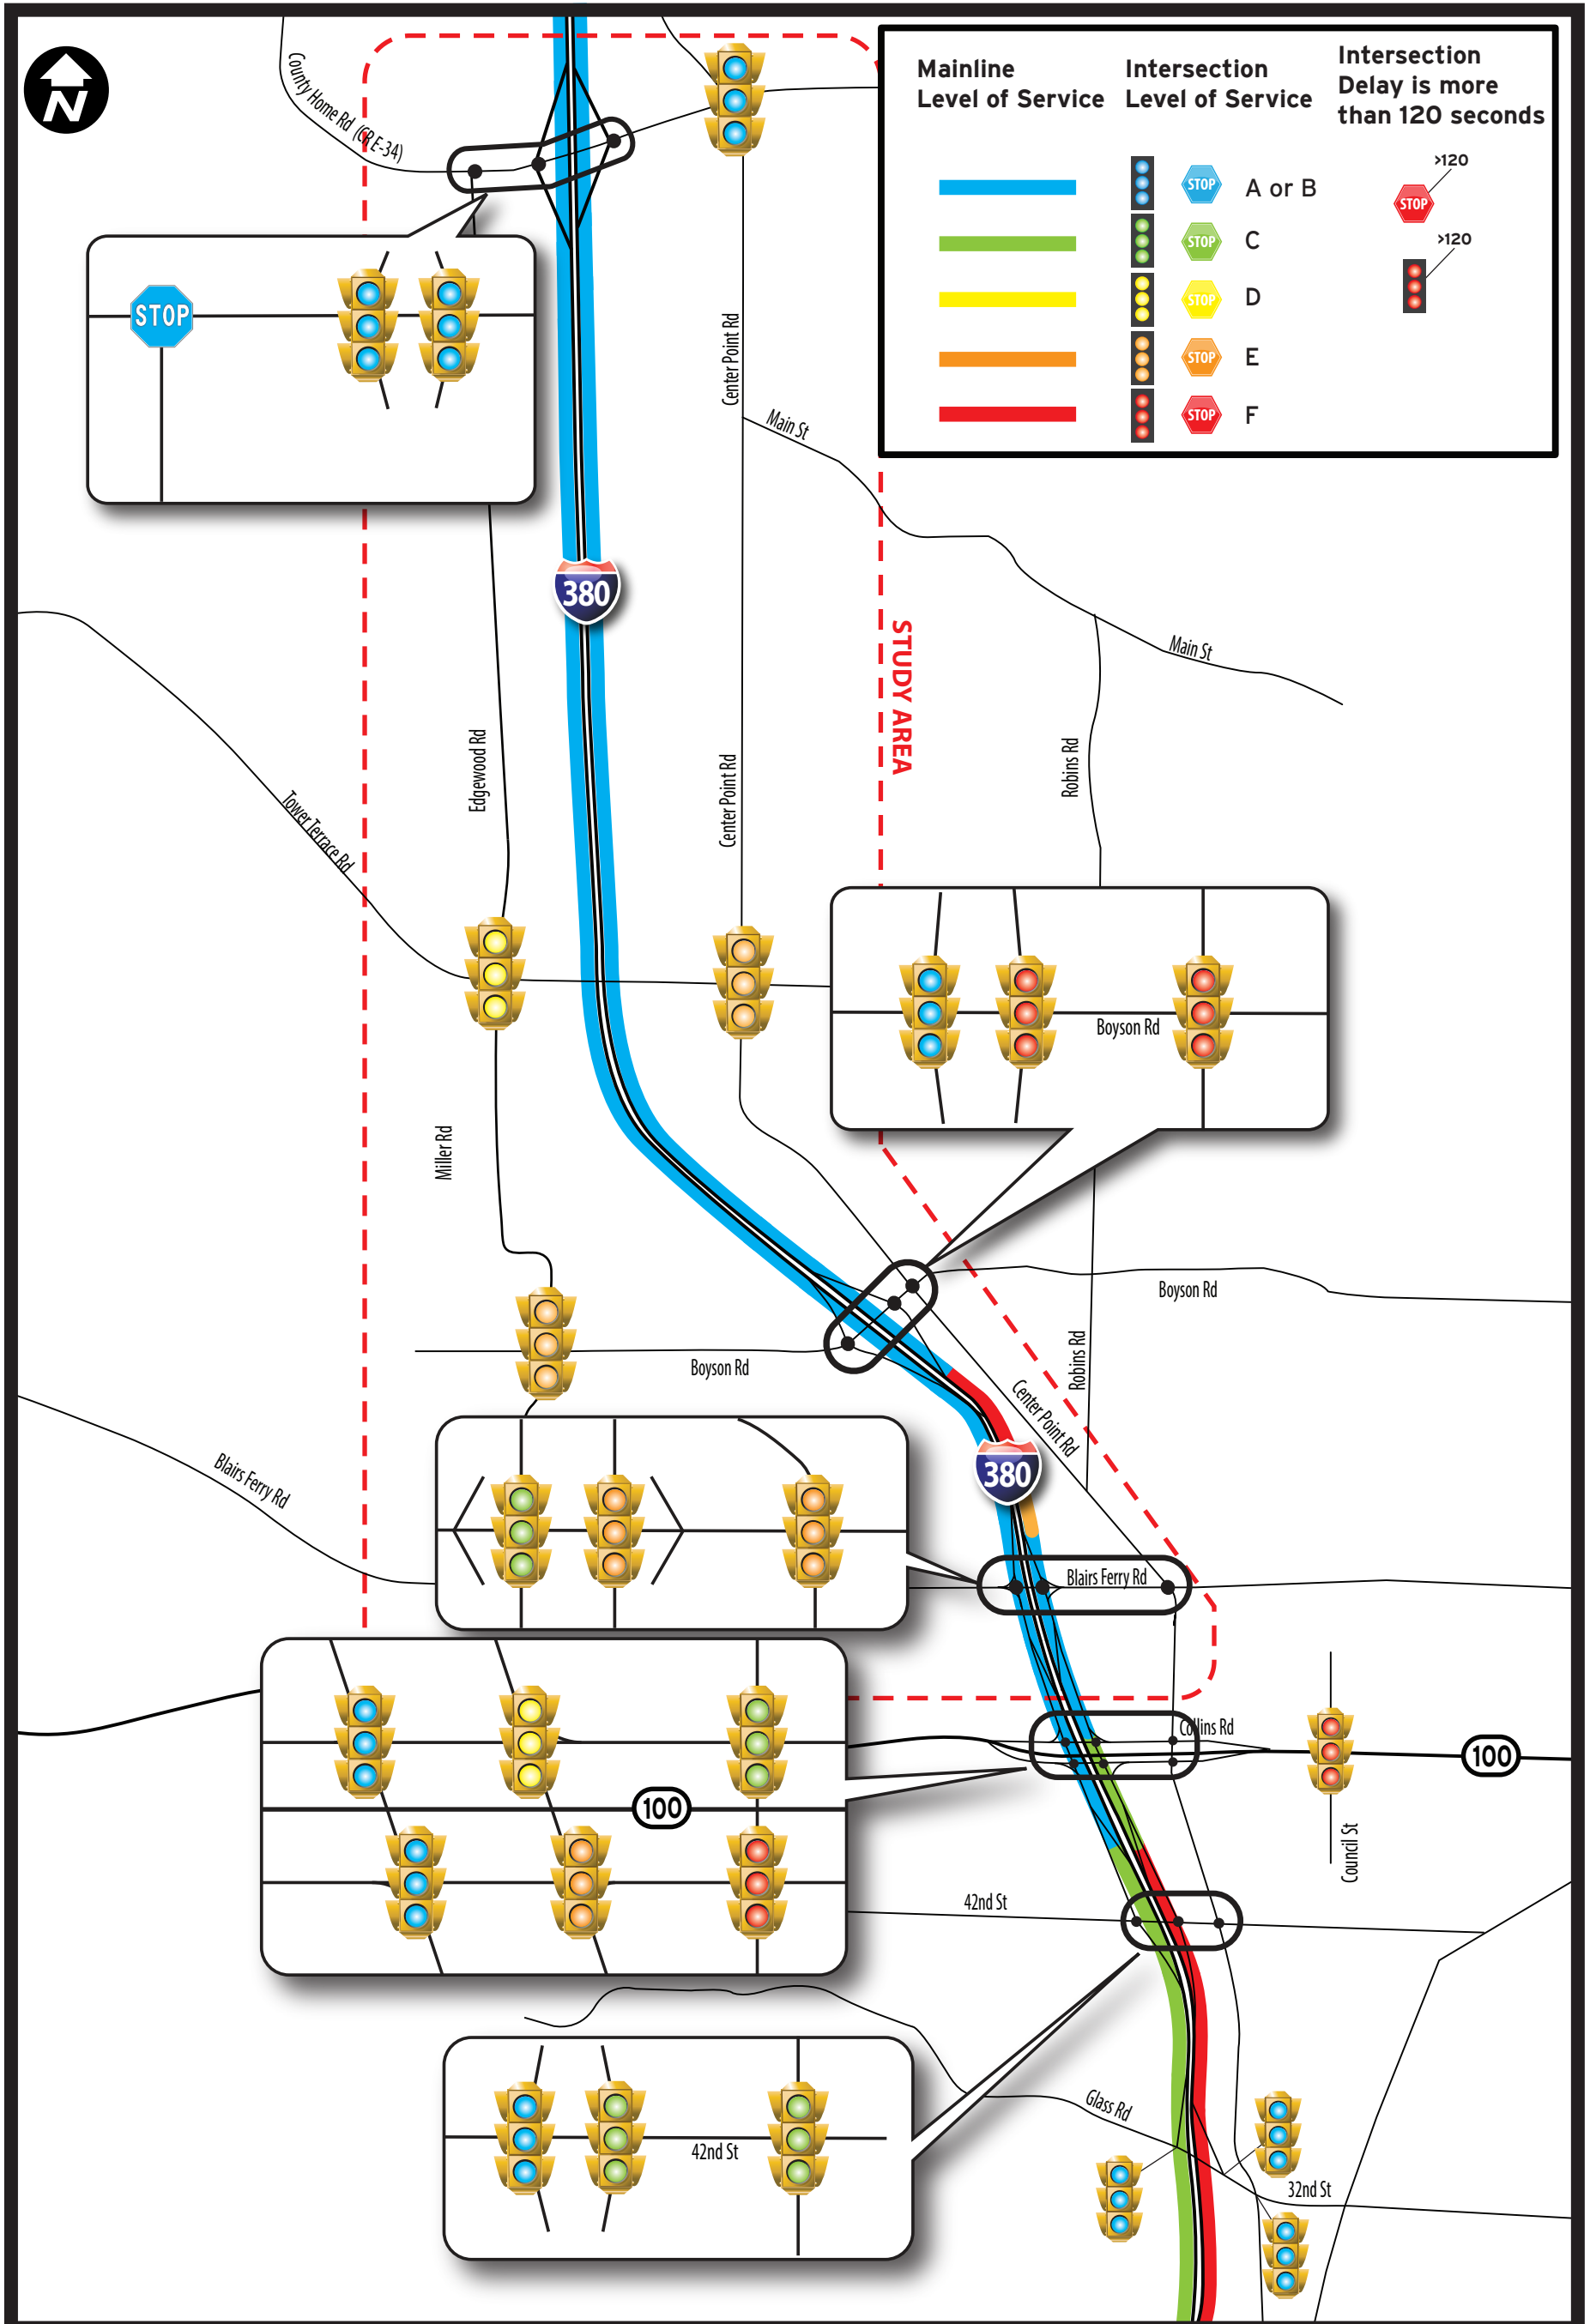 N
County Home Rd (CR E-34)
Mainline
Level of Service
Intersection
Level of Service
Intersection
Delay is more
than 120 seconds
STOP
A or B
>120
STOP
STOP
C
>120
STOP
D
STOP
E
STOP
F
STOP
Center Point Rd
Main St
380
STUDY AREA
Main St
Edgewood Rd
Center Point Rd
Robins Rd
Tower Terrace Rd
Boyson Rd
Miller Rd
Boyson Rd
Boyson Rd
Robins Rd
Center Point Rd
380
Blairs Ferry Rd
Blairs Ferry Rd
Collins Rd
100
100
Council St
42nd St
42nd St
Glass Rd
32nd St